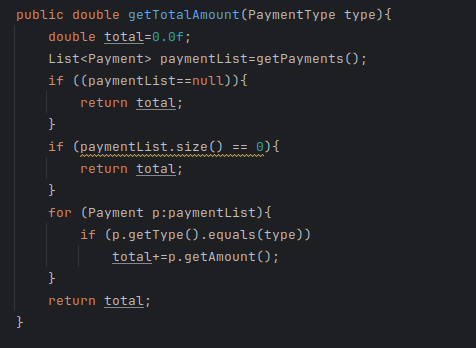 public double getTotalAmount(PaymentType type){
    double total=0.0f;
    List<Payment> paymentList=getPayments();
    if ((paymentList==null)){
        return total;
    }
    if (paymentList.size() == 0){
        return total;
    }
    for (Payment p:paymentList){
        if (p.getType().equals(type))
            total+=p.getAmount();
    }
    return total;
}